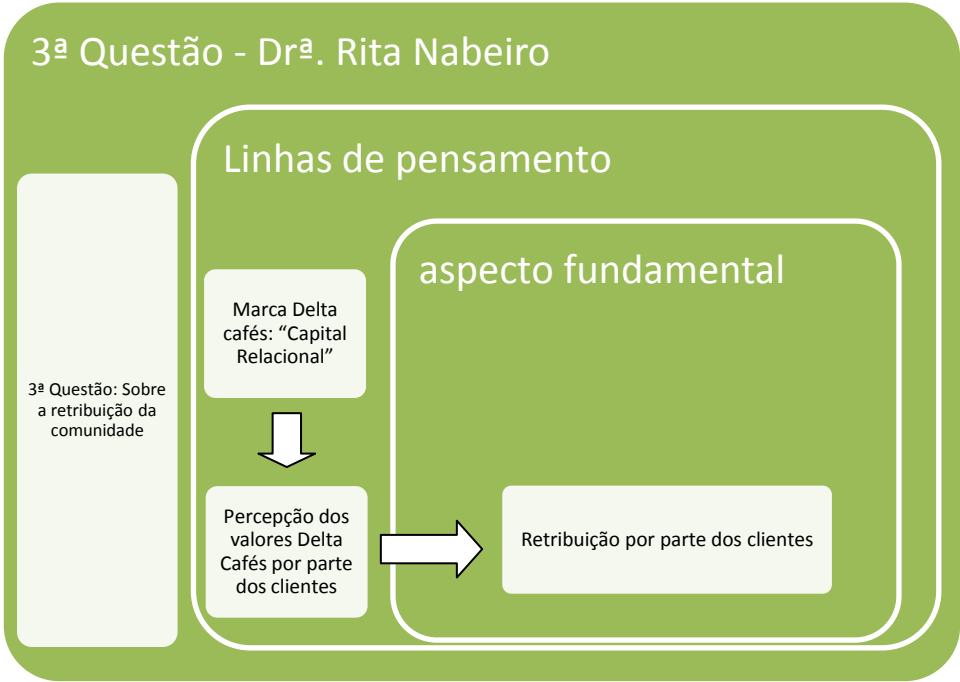 3ª Questão - Drª. Rita Nabeiro
Linhas de pensamento
aspecto fundamental
3ª Questão: Sobre
a retribuição da
comunidade
Marca Delta
cafés: “Capital
Relacional”
Percepção dos
valores Delta
Cafés por parte
dos clientes
Retribuição por parte dos clientes